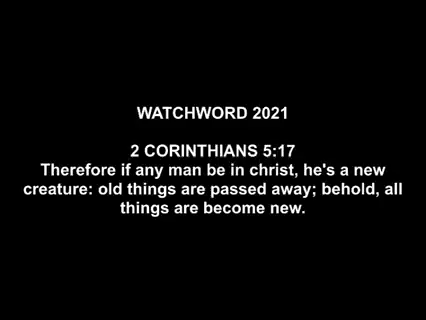 WATCHWORD 2021
2 CORINTHIANS 5:17
Therefore if any man be in christ, he's a new
creature: old things are passed away; behold, all
things are become new.